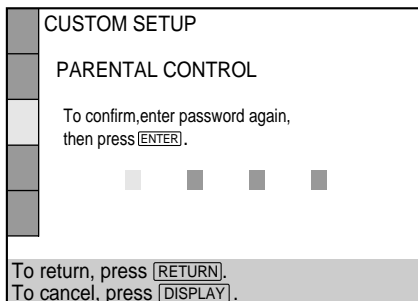 CUSTOM SETUP
PARENTAL CONTROL
To confirm,enter password again,
then press ENTER.
To return, press RETURN.
To cancel, press DISPLAY.